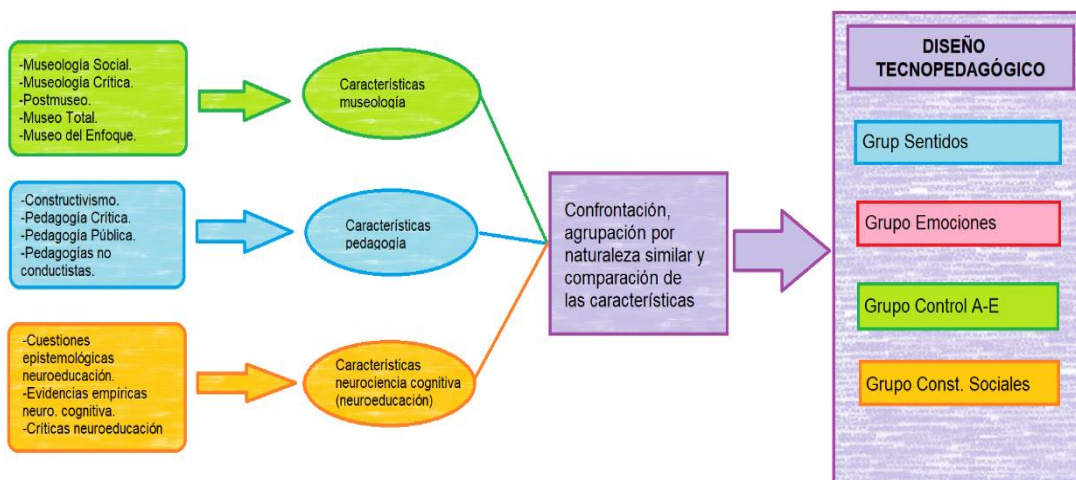 -Museología Social.
-Museología Crítica.
-Postmuseo.
-Museo Total.
-Museo del Enfoque.
Características
museología
-Constructivismo.
-Pedagogía Crítica.
-Pedagogía Pública.
-Pedagogías no
conductistas.
Características
pedagogía
-Cuestiones
epistemológicas
neuroeducación.
-Evidencias empíricas
neuro. cognitiva.
-Críticas neuroeducación
Características
neurociencia cognitiva
(neuroeducación)
Confrontación,
agrupación por
naturaleza similar y
comparación de
las características
DISEÑO
TECNOPEDAGÓGICO
Grup Sentidos
Grupo Emociones
Grupo Control A-E
Grupo Const. Sociales